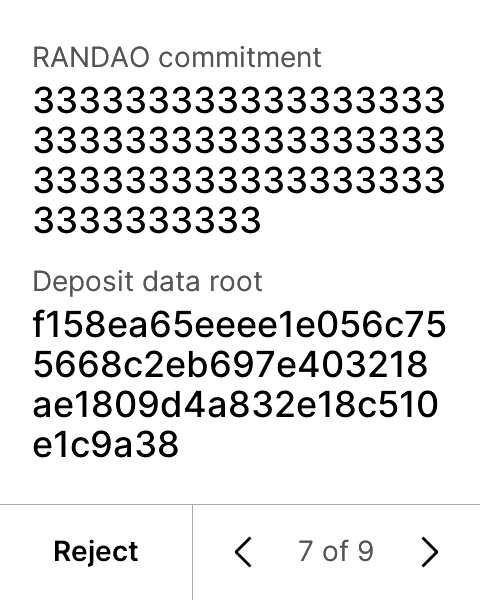 RANDAO commitment
333333333333333333
333333333333333333
333333333333333333
3333333333
Deposit data root
f158ea65eeee1e056c75
5668c2eb697e403218
ae1809d4a832e18c510
e1c9a38
Reject
7 of 9